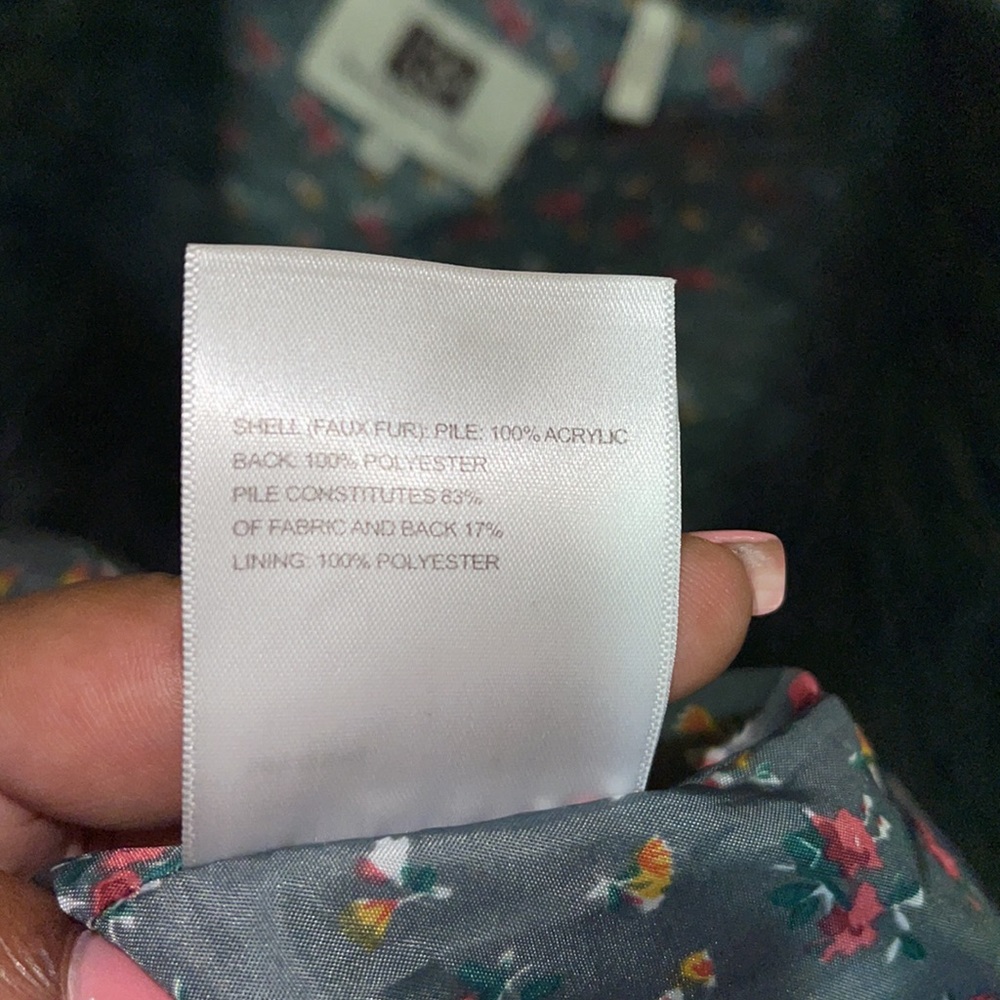 SHELL (FAUX FUR): PILE: 100% ACRYLIC
BACK: 100% POLYESTER
PILE CONSTITUTES 83%
OF FABRIC AND BACK 17%
LINING: 100% POLYESTER